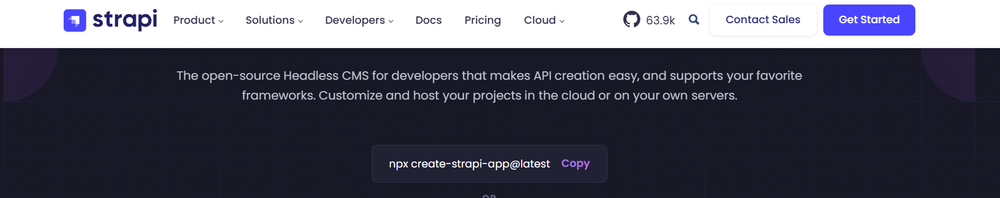 strapi Product Solutions Developers Docs Pricing Cloud 63.9k Contact Sales Get Started
The open-source Headless CMS for developers that makes API creation easy, and supports your favorite
frameworks. Customize and host your projects in the cloud or on your own servers.
npx create-strapi-app@latest Copy
OR